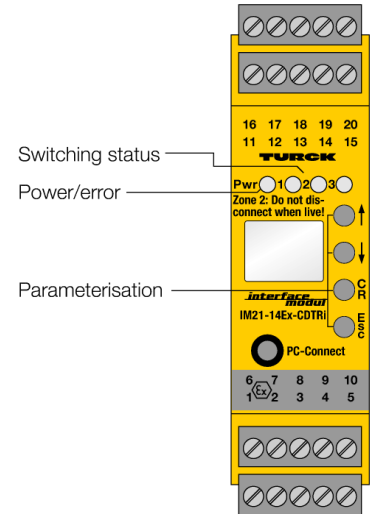 16 17 18 19 20
11 12 13 14 15
TURCK
Switching status
Power/error
Pwr 1 2 3
Zone 2: Do not dis-
connect when live!
Parameterisation
C
R
interface
modul
IM21-14Ex-CDTRi
Esc
PC-Connect
6 7 8 9 10
Ex
1 2 3 4 5